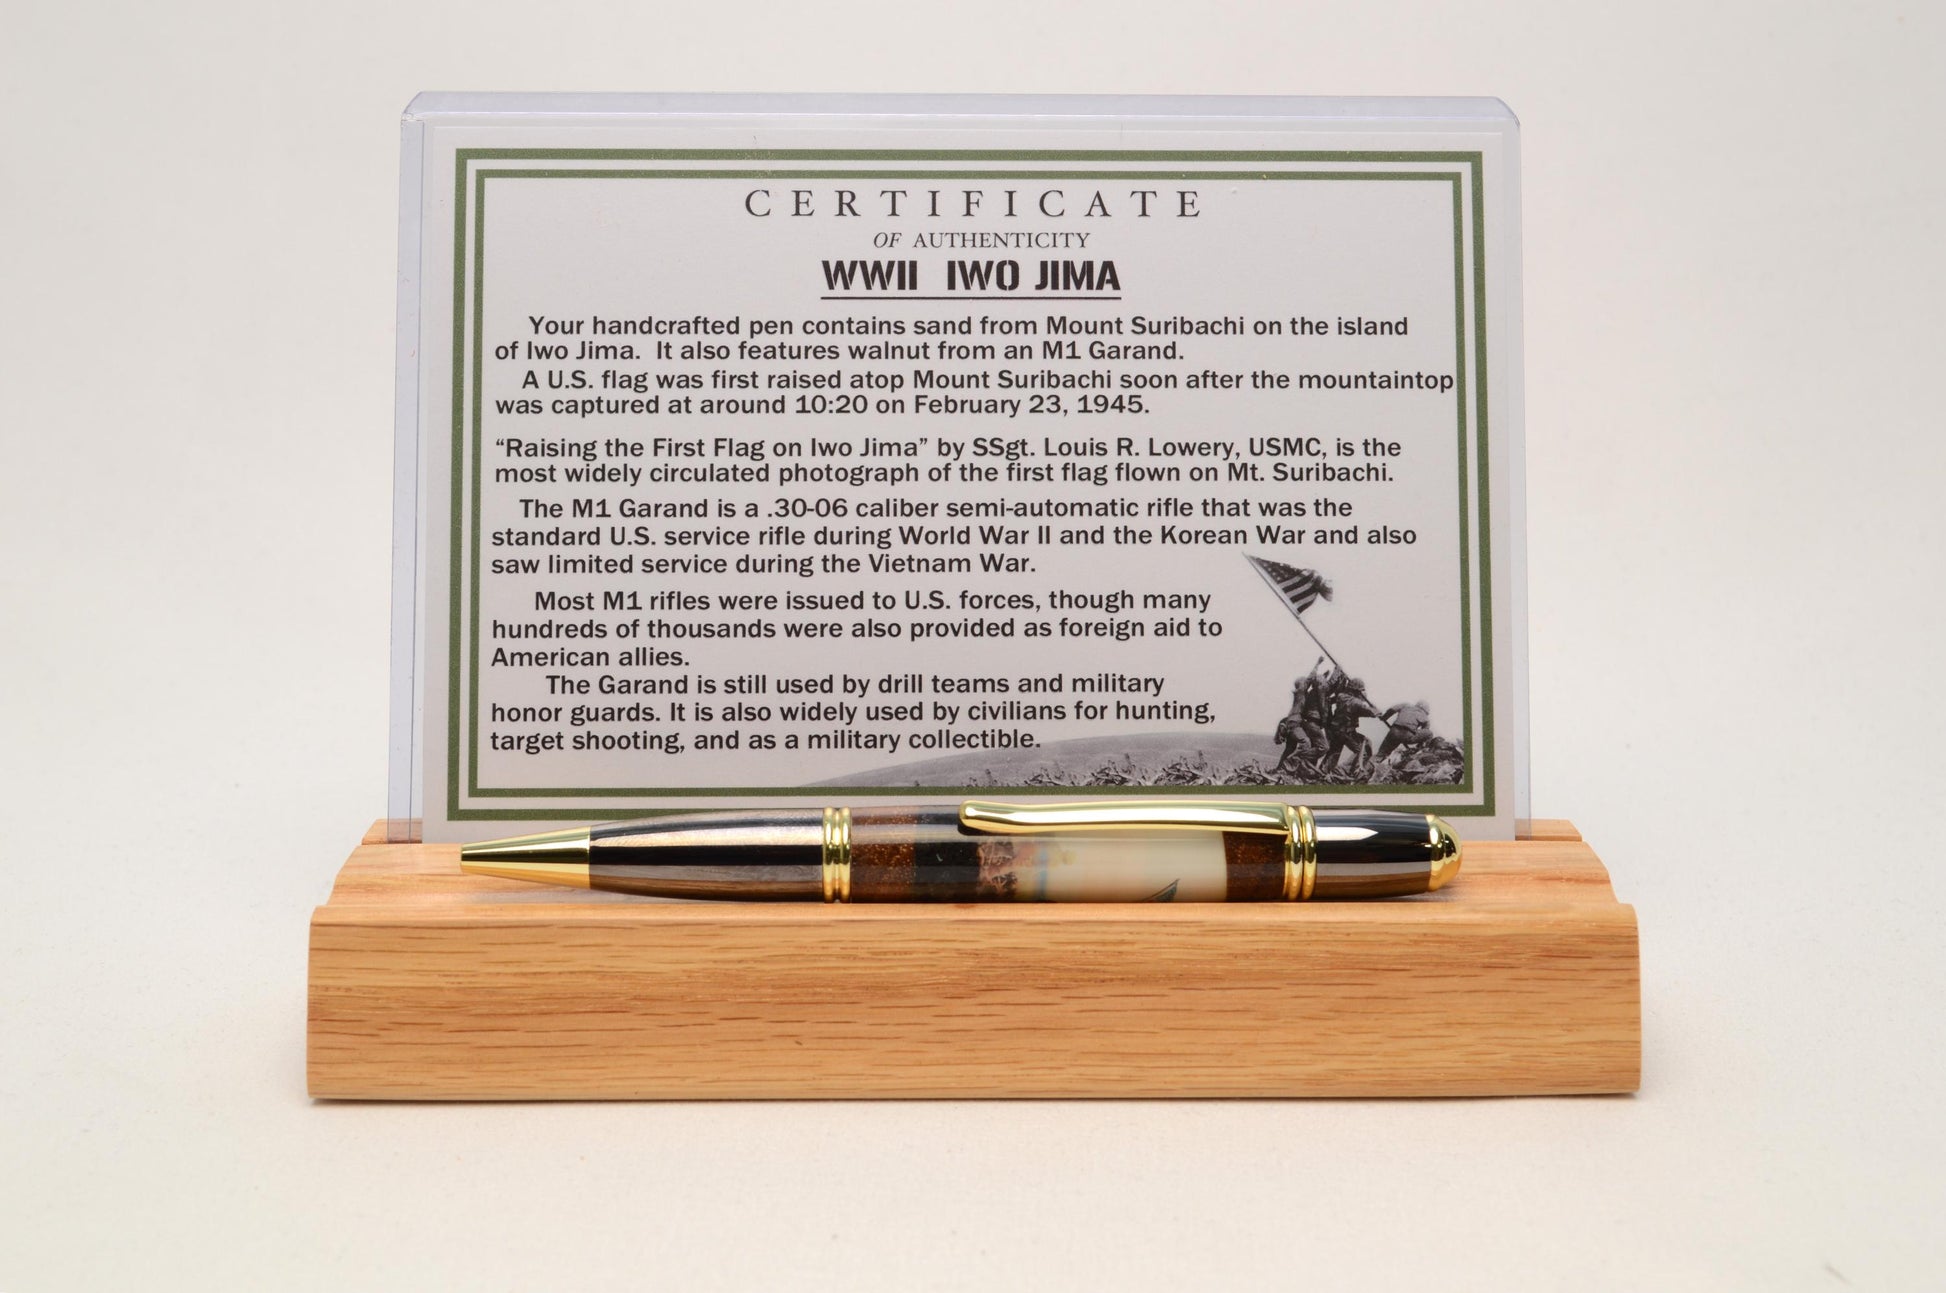 CERTIFICATE
OF AUTHENTICITY
WWII IWO JIMA
Your handcrafted pen contains sand from Mount Suribachi on the island
of Iwo Jima. It also features walnut from an M1 Garand.
A U.S. flag was first raised atop Mount Suribachi soon after the mountaintop
was captured at around 10:20 on February 23, 1945.
“Raising the First Flag on Iwo Jima” by SSgt. Louis R. Lowery, USMC, is the
most widely circulated photograph of the first flag flown on Mt. Suribachi.
The M1 Garand is a .30-06 caliber semi-automatic rifle that was the
standard U.S. service rifle during World War II and the Korean War and also
saw limited service during the Vietnam War.
Most M1 rifles were issued to U.S. forces, though many
hundreds of thousands were also provided as foreign aid to
American allies.
The Garand is still used by drill teams and military
honor guards. It is also widely used by civilians for hunting,
target shooting, and as a military collectible.